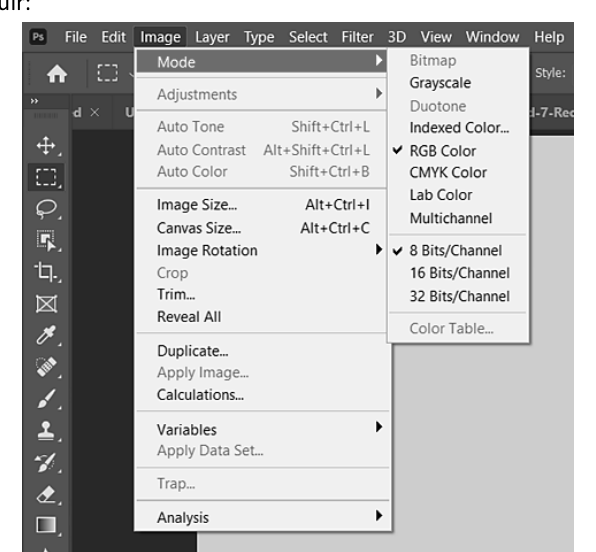 uir:
Ps File Edit Image Layer Type Select Filter 3D View Window Help
Style:
d × U
d-7-Rec
Mode
Adjustments
Auto Tone Shift+Ctrl+L
Auto Contrast Alt+Shift+Ctrl+L
Auto Color Shift+Ctrl+B
Image Size... Alt+Ctrl+I
Canvas Size... Alt+Ctrl+C
Image Rotation
Crop
Trim...
Reveal All
Duplicate...
Apply Image...
Calculations...
Variables
Apply Data Set...
Trap...
Analysis
Bitmap
Grayscale
Duotone
Indexed Color...
RGB Color
CMYK Color
Lab Color
Multichannel
8 Bits/Channel
16 Bits/Channel
32 Bits/Channel
Color Table...